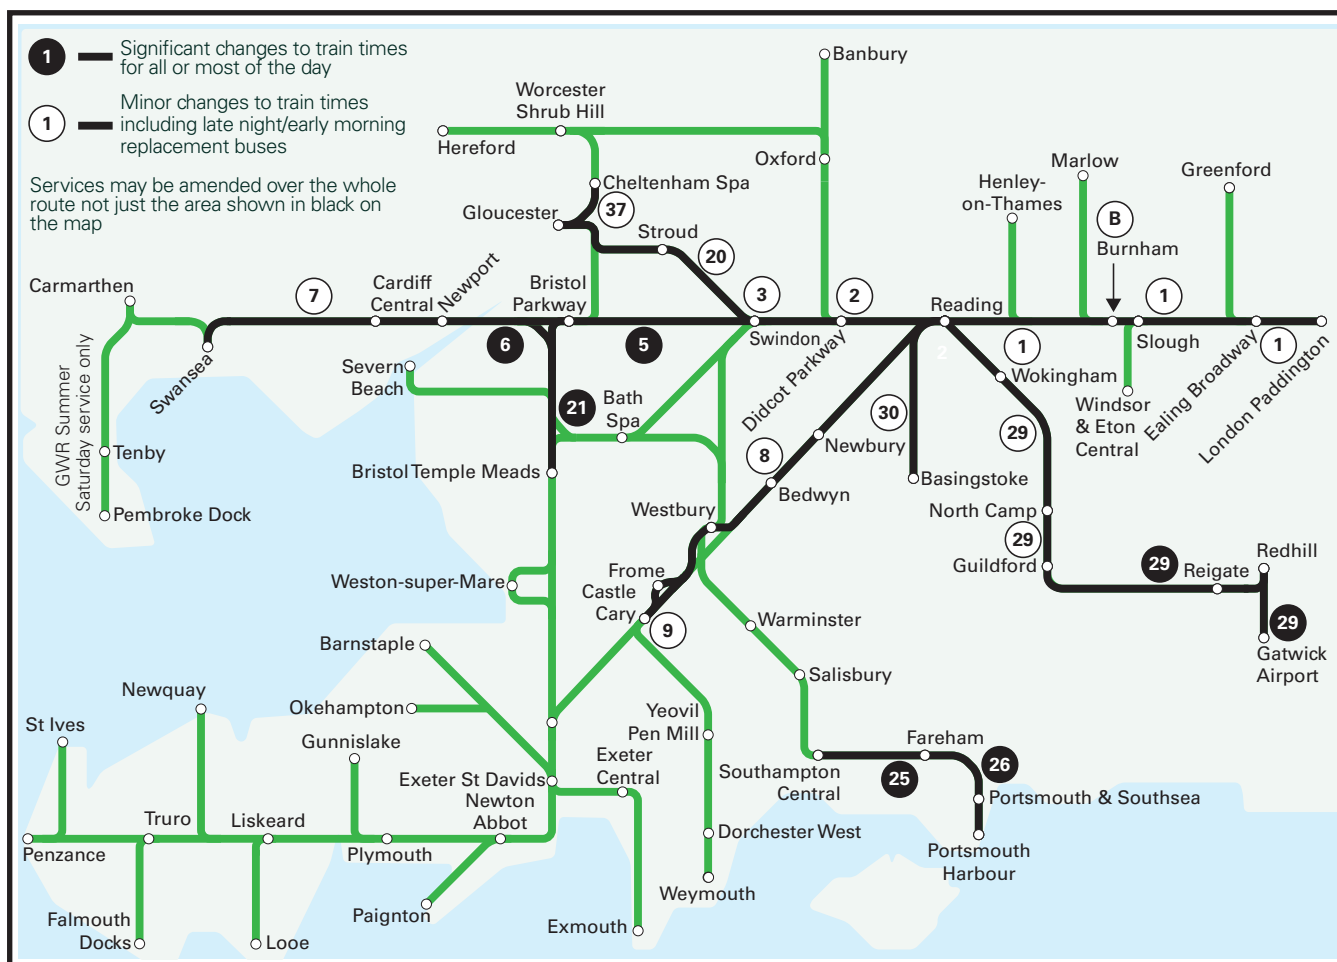 1
Significant changes to train times
for all or most of the day
1
Minor changes to train times
including late night/early morning
replacement buses
Services may be amended over the whole
route not just the area shown in black on
the map
Banbury
Worcester
Shrub Hill
Hereford
Oxford
Marlow
Greenford
Henley-
on-Thames
Cheltenham Spa
Gloucester
37
Stroud
20
B
Burnham
Carmarthen
7
Cardiff
Central
Newport
Bristol
Parkway
3
2
Reading
1
Swansea
6
5
Swindon
Didcot Parkway
2
1
Slough
Ealing Broadway
1
London Paddington
Severn
Beach
Wokingham
Windsor
& Eton
Central
GWR Summer
Saturday service only
21
Bath
Spa
30
29
Newbury
Tenby
Bristol Temple Meads
8
Bedwyn
Basingstoke
Pembroke Dock
Westbury
North Camp
29
Guildford
29
Reigate
Redhill
Weston-super-Mare
Frome
Castle
Cary
9
Warminster
29
Gatwick
Airport
Barnstaple
Salisbury
Newquay
Okehampton
St Ives
Gunnislake
Yeovil
Pen Mill
Fareham
Exeter
Central
Exeter St Davids
Southampton
Central
25
26
Newton
Abbot
Portsmouth & Southsea
Truro
Liskeard
Penzance
Plymouth
Dorchester West
Portsmouth
Harbour
Weymouth
Falmouth
Docks
Looe
Paignton
Exmouth